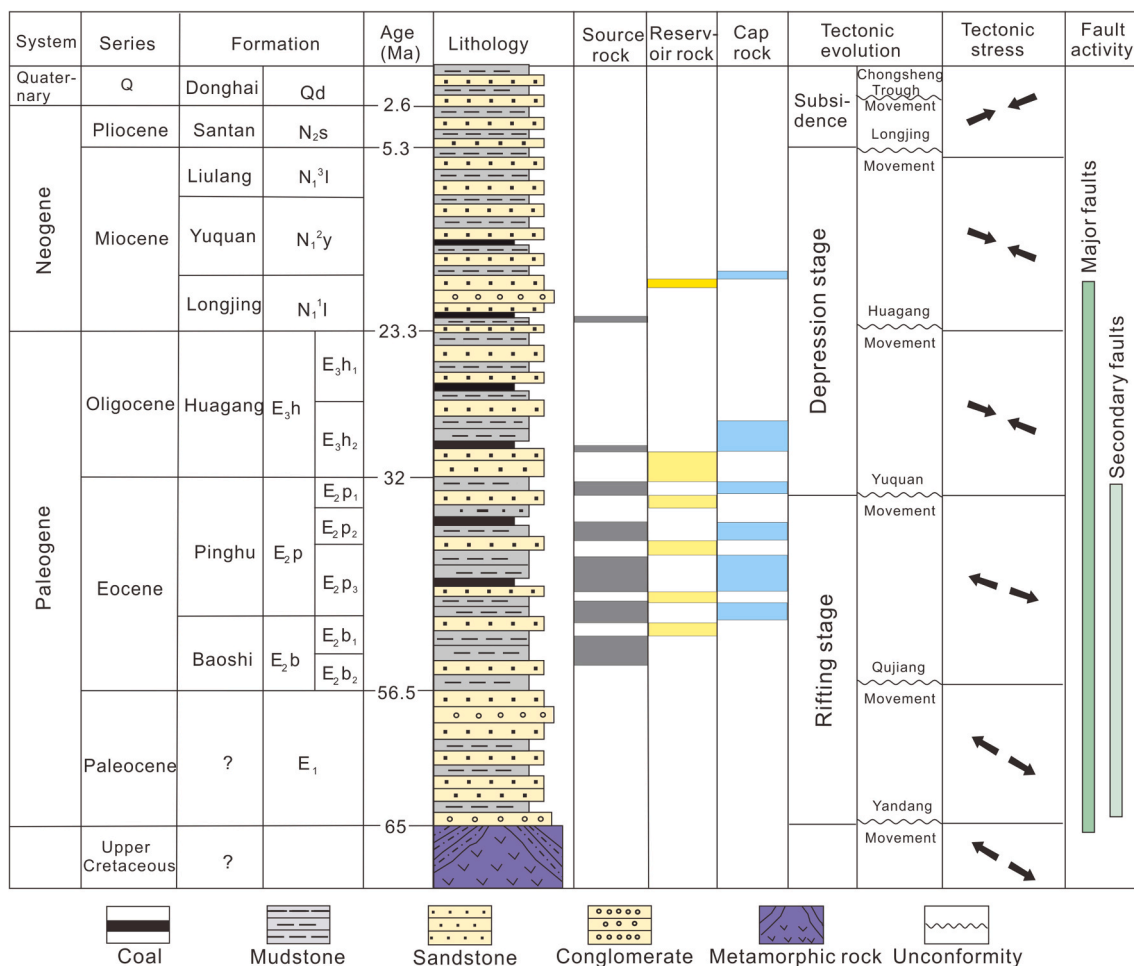 System
Series
Formation
Age
(Ma)
Lithology
Source
rock
Reserv-
oir rock
Cap
rock
Tectonic
evolution
Tectonic
stress
Fault
activity
Quater-
nary
Q
Donghai
Qd
2.6
Pliocene
Santan
N2s
5.3
Neogene
Miocene
Liulang
N1³l
Yuquan
N1²y
Longjing
N1¹l
23.3
Paleogene
Oligocene
Huagang
E3h
E3h1
E3h2
32
Eocene
Pinghu
E2p
E2p1
E2p2
E2p3
Baoshi
E2b
E2b1
E2b2
56.5
Paleocene
?
E1
65
Upper
Cretaceous
?
Subsi-
dence
Depression stage
Rifting stage
Chongsheng
Trough
Movement
Longjing
Movement
Huagang
Movement
Yuquan
Movement
Qujiang
Movement
Yandang
Movement
Major faults
Secondary faults
Coal
Mudstone
Sandstone
Conglomerate
Metamorphic rock
Unconformity